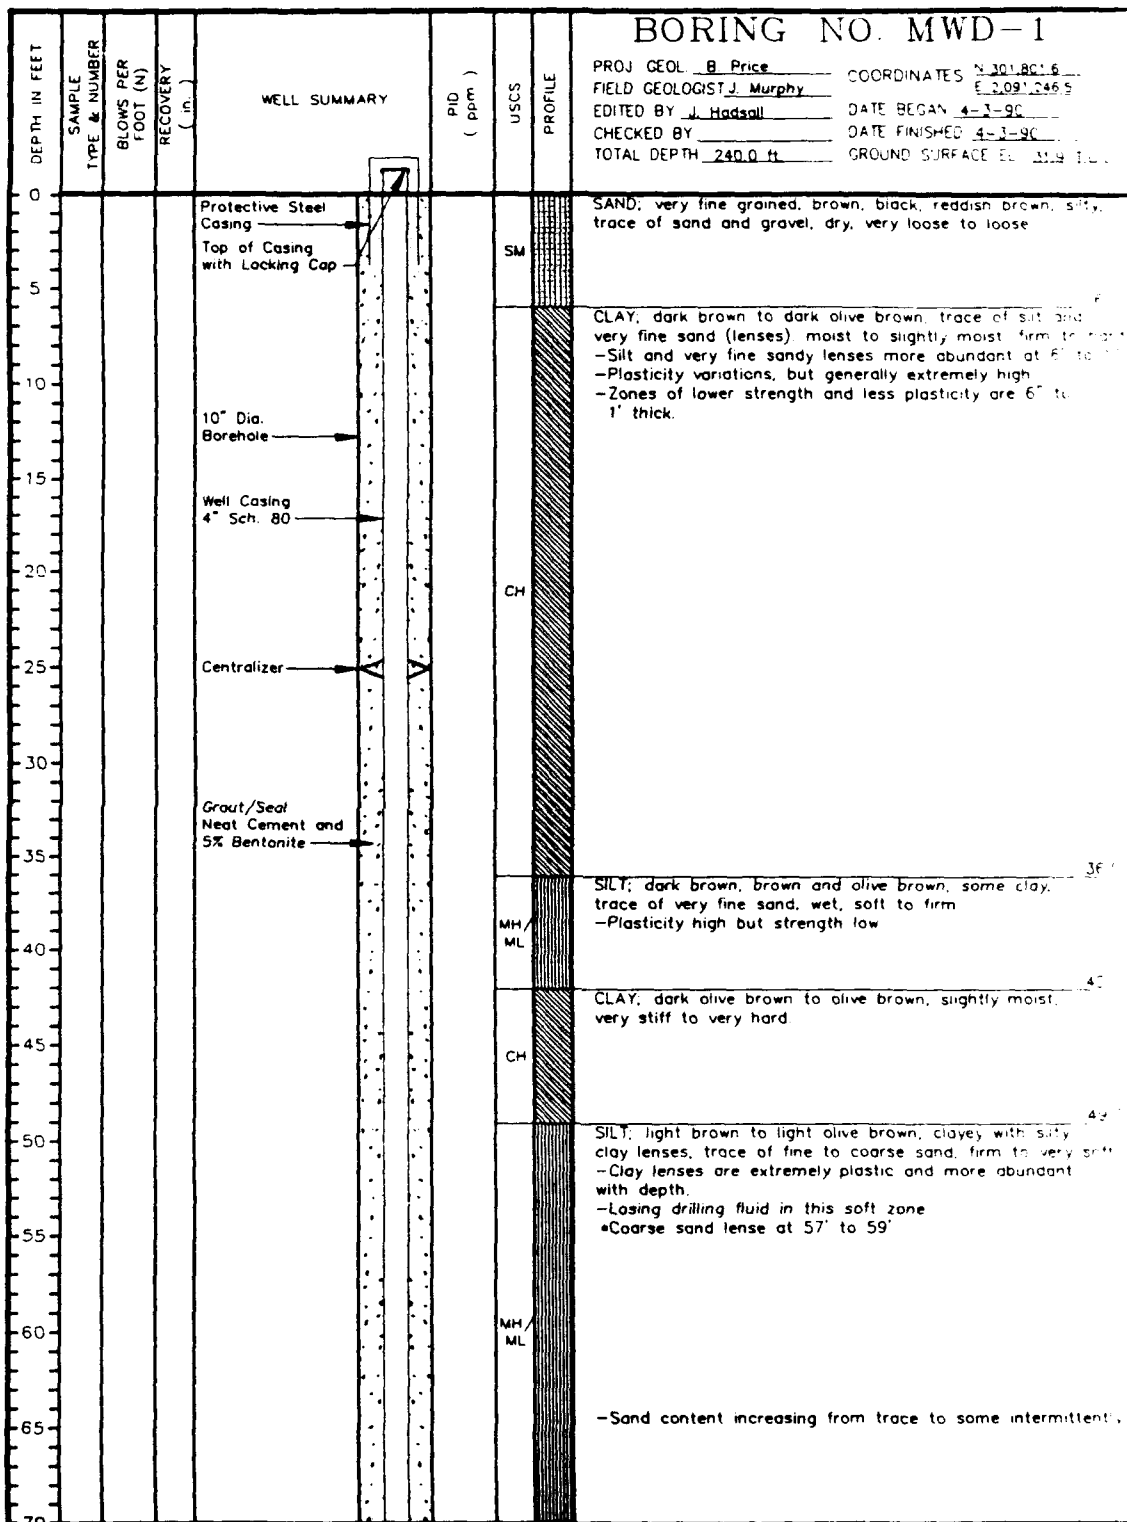 BORING NO. MWD-1
PROJ GEOL. B Price
COORDINATES N 301,801.6
E 2,091,246.5
FIELD GEOLOGIST J. Murphy
EDITED BY J. Hadsall
DATE BEGAN 4-3-90
CHECKED BY
DATE FINISHED 4-3-90
TOTAL DEPTH 240.0 ft
GROUND SURFACE EL. 31.9
DEPTH IN FEET
SAMPLE
TYPE & NUMBER
BLOWS PER
FOOT (N)
RECOVERY
( in. )
WELL SUMMARY
PID
( ppm )
USCS
PROFILE
0
5
10
15
20
25
30
35
40
45
50
55
60
65
70
Protective Steel
Casing
Top of Casing
with Locking Cap
10" Dia.
Borehole
Well Casing
4" Sch. 80
Centralizer
Grout/Seal
Neat Cement and
5% Bentonite
SM
CH
MH/
ML
CH
MH/
ML
SAND; very fine grained, brown, black, reddish brown, silty,
trace of sand and gravel, dry, very loose to loose
CLAY; dark brown to dark olive brown, trace of silt and
very fine sand (lenses) moist to slightly moist firm to
-Silt and very fine sandy lenses more abundant at 6' to
-Plasticity variations, but generally extremely high
-Zones of lower strength and less plasticity are 6" to
1' thick.
36
SILT; dark brown, brown and olive brown, some clay,
trace of very fine sand, wet, soft to firm
-Plasticity high but strength low
CLAY; dark olive brown to olive brown, slightly moist,
very stiff to very hard
49
SILT; light brown to light olive brown, clayey with silty
clay lenses, trace of fine to coarse sand, firm to very soft
-Clay lenses are extremely plastic and more abundant
with depth.
-Losing drilling fluid in this soft zone
•Coarse sand lense at 57' to 59'
-Sand content increasing from trace to some intermittently